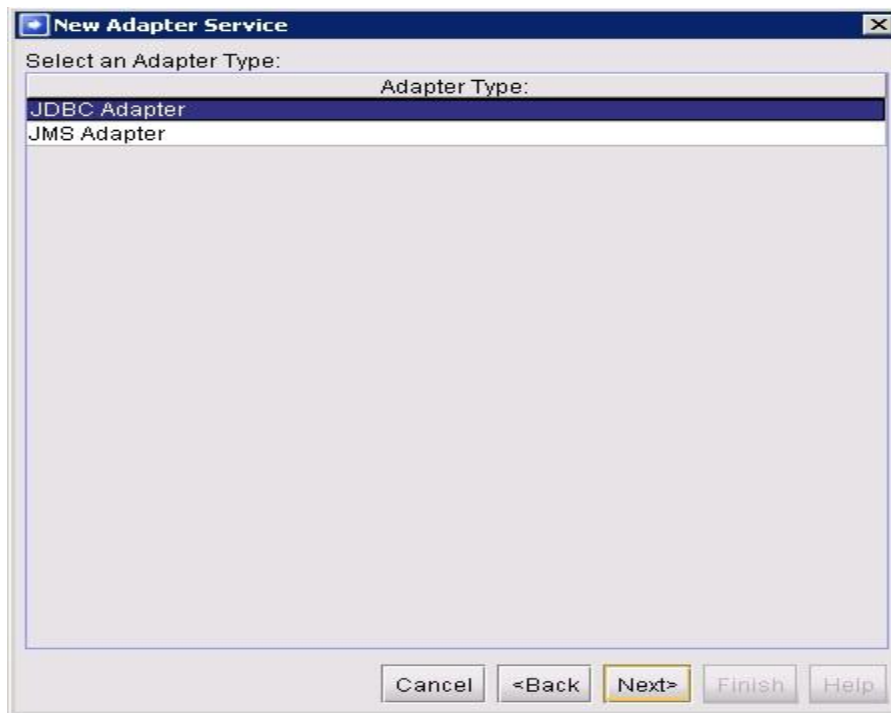 New Adapter Service
Select an Adapter Type:
Adapter Type:
JDBC Adapter
JMS Adapter
Cancel <Back Next> Finish Help